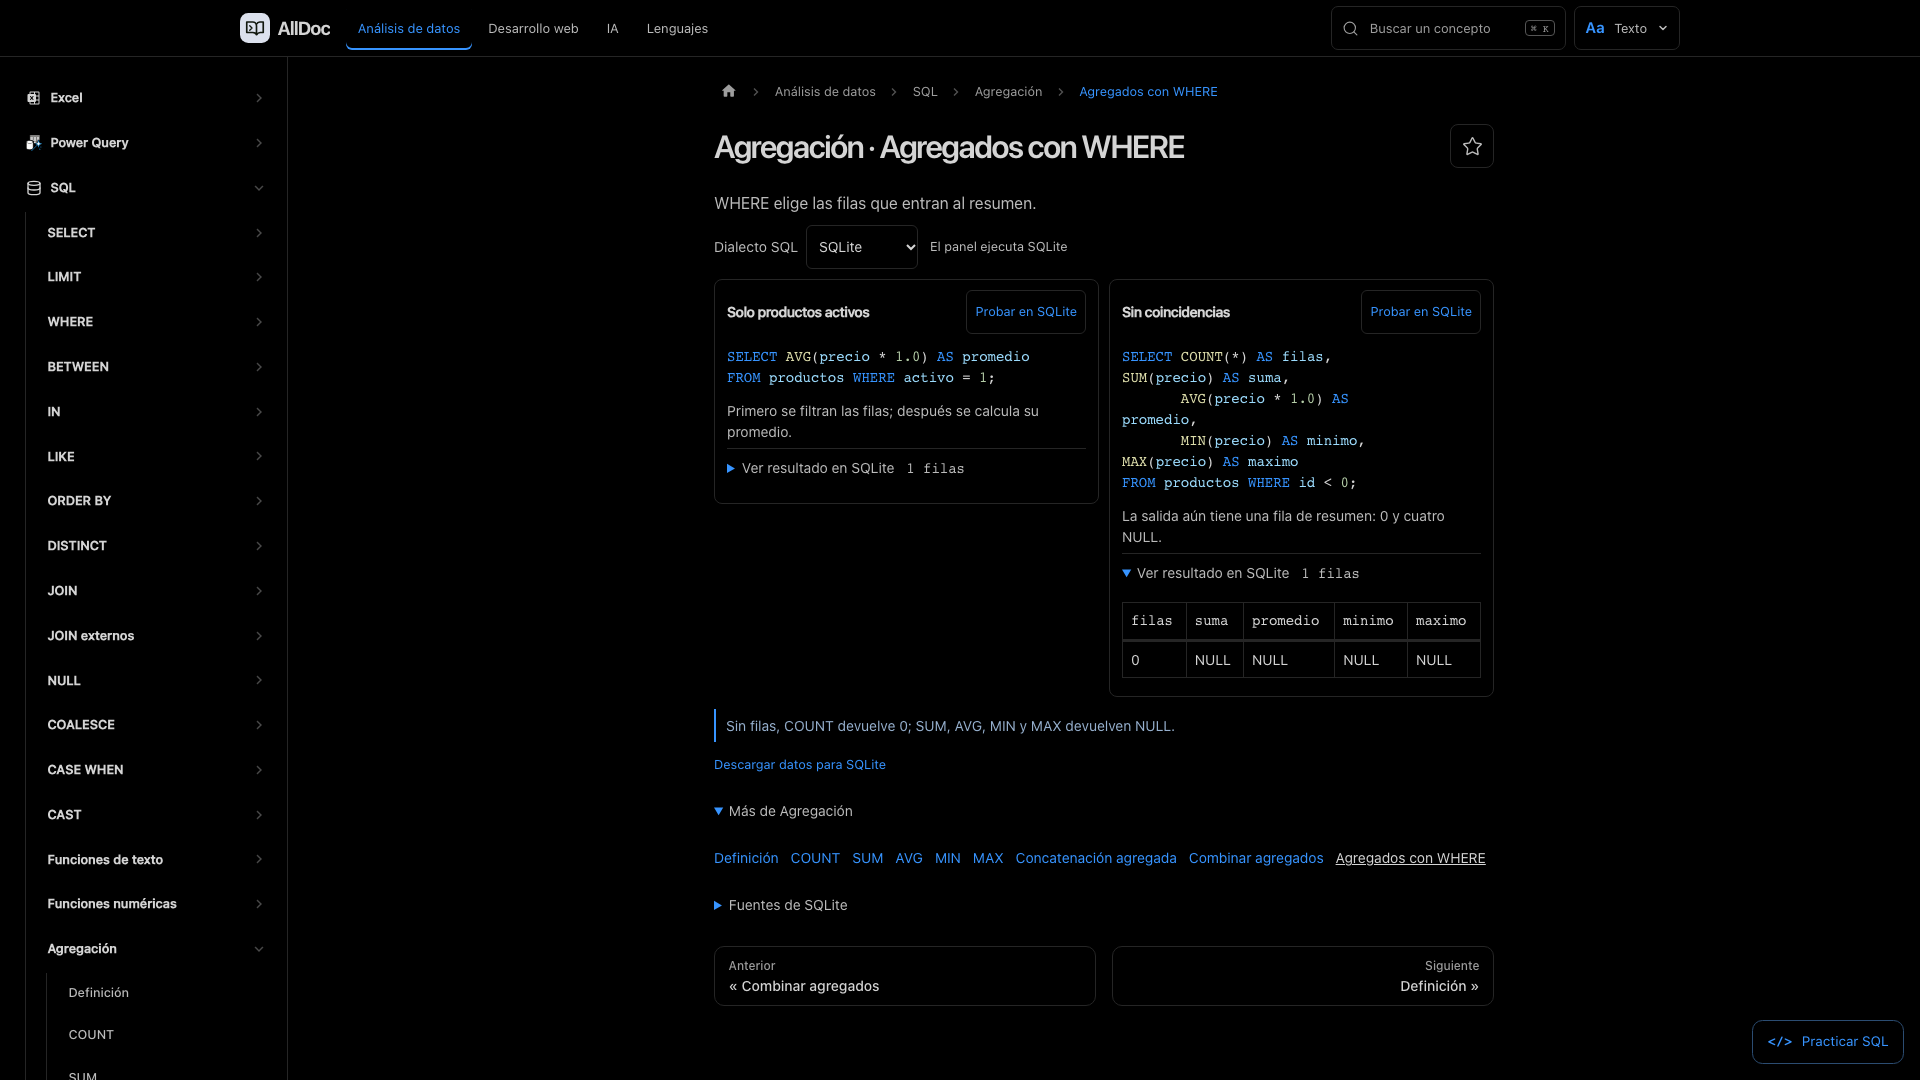 AllDoc
Análisis de datos
Desarrollo web
IA
Lenguajes
Buscar un concepto
⌘ K
Aa Texto
Excel
Power Query
SQL
SELECT
LIMIT
WHERE
BETWEEN
IN
LIKE
ORDER BY
DISTINCT
JOIN
JOIN externos
NULL
COALESCE
CASE WHEN
CAST
Funciones de texto
Funciones numéricas
Agregación
Definición
COUNT
SUM
Análisis de datos
SQL
Agregación
Agregados con WHERE
Agregación · Agregados con WHERE
WHERE elige las filas que entran al resumen.
Dialecto SQL
SQLite
El panel ejecuta SQLite
Solo productos activos
Probar en SQLite
SELECT AVG(precio * 1.0) AS promedio
FROM productos WHERE activo = 1;
Primero se filtran las filas; después se calcula su
promedio.
Ver resultado en SQLite 1 filas
Sin coincidencias
Probar en SQLite
SELECT COUNT(*) AS filas,
SUM(precio) AS suma,
AVG(precio * 1.0) AS
promedio,
MIN(precio) AS minimo,
MAX(precio) AS maximo
FROM productos WHERE id < 0;
La salida aún tiene una fila de resumen: 0 y cuatro
NULL.
Ver resultado en SQLite 1 filas
filas suma promedio minimo maximo
0 NULL NULL NULL NULL
Sin filas, COUNT devuelve 0; SUM, AVG, MIN y MAX devuelven NULL.
Descargar datos para SQLite
Más de Agregación
Definición COUNT SUM AVG MIN MAX Concatenación agregada Combinar agregados Agregados con WHERE
Fuentes de SQLite
Anterior
« Combinar agregados
Siguiente
Definición »
</> Practicar SQL